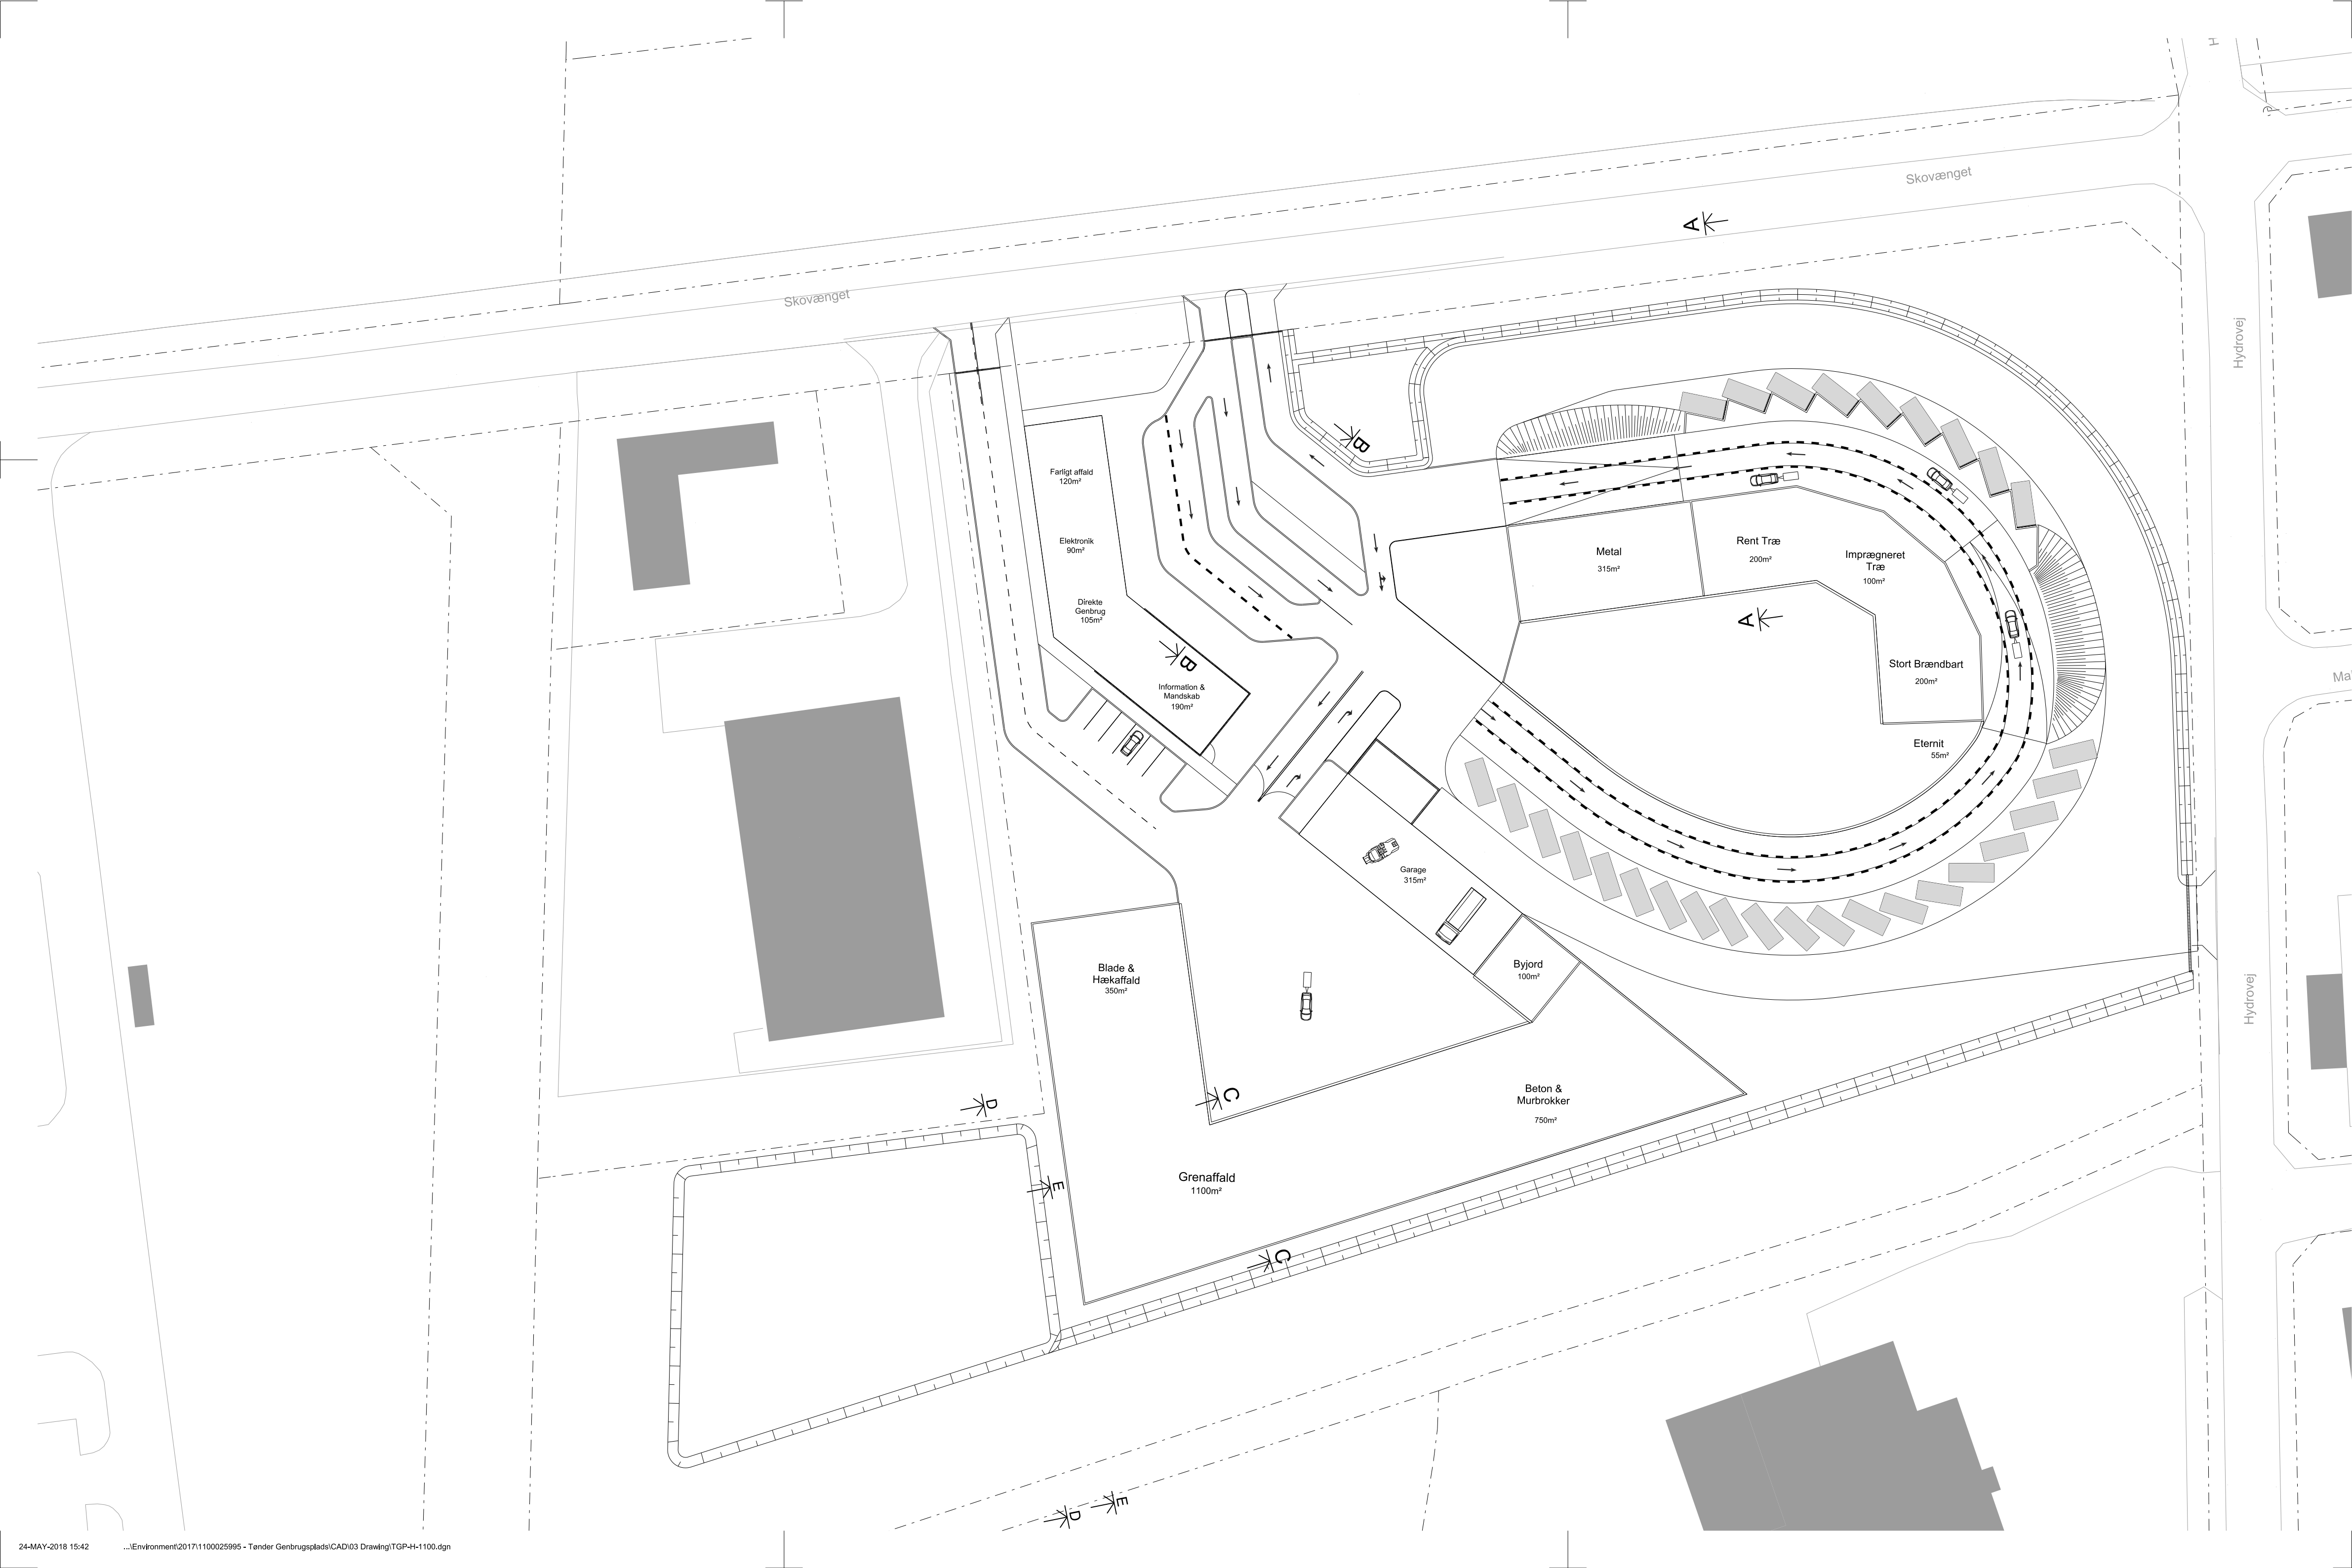 H
Skovænget
A
Skovænget
Hydrovej
B
Farligt affald
120m²
Elektronik
90m²
Direkte
Genbrug
105m²
B
Information &
Mandskab
190m²
Metal
315m²
Rent Træ
200m²
Imprægneret
Træ
100m²
A
Stort Brændbart
200m²
Ma
Eternit
55m²
Garage
315m²
Byjord
100m²
Blade &
Hækaffald
350m²
Hydrovej
Beton &
Murbrokker
750m²
C
D
E
Grenaffald
1100m²
C
E
D
24-MAY-2018 15:42
...\Environment\2017\1100025995 - Tønder Genbrugsplads\CAD\03 Drawing\TGP-H-1100.dgn